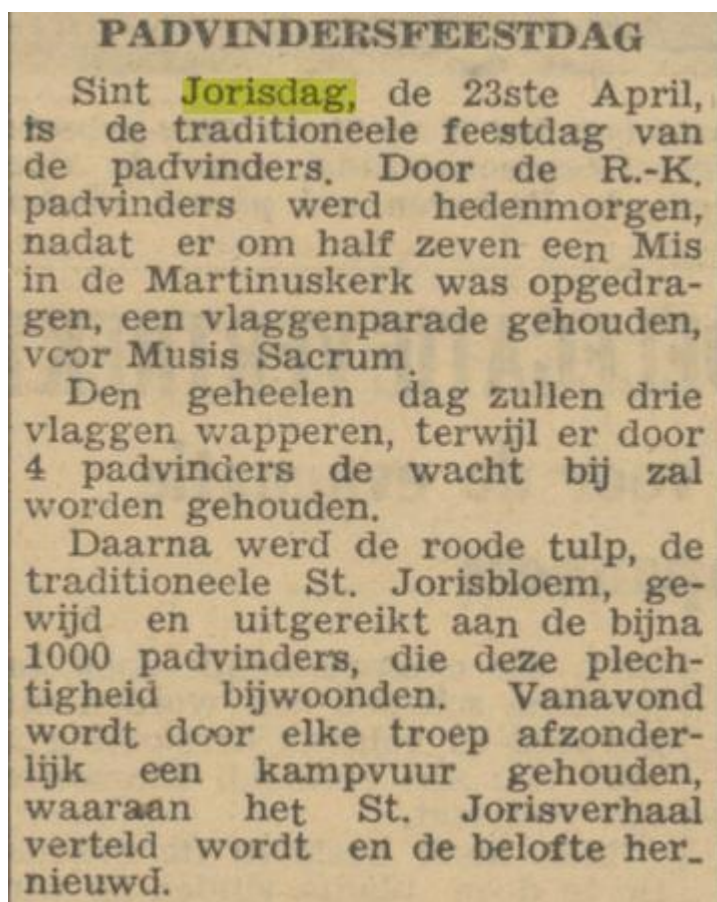 PADVINDERSFEESTDAG
Sint Jorisdag, de 23ste April,
is de traditioneele feestdag van
de padvinders. Door de R.-K.
padvinders werd hedenmorgen,
nadat er om half zeven een Mis
in de Martinuskerk was opgedra-
gen, een vlaggenparade gehouden,
voor Musis Sacrum.
Den geheelen dag zullen drie
vlaggen wapperen, terwijl er door
4 padvinders de wacht bij zal
worden gehouden.
Daarna werd de roode tulp, de
traditioneele St. Jorisbloem, ge-
wijd en uitgereikt aan de bijna
1000 padvinders, die deze plech-
tigheid bijwoonden. Vanavond
wordt door elke troep afzonder-
lijk een kampvuur gehouden,
waaraan het St. Jorisverhaal
verteld wordt en de belofte her_
nieuwd.